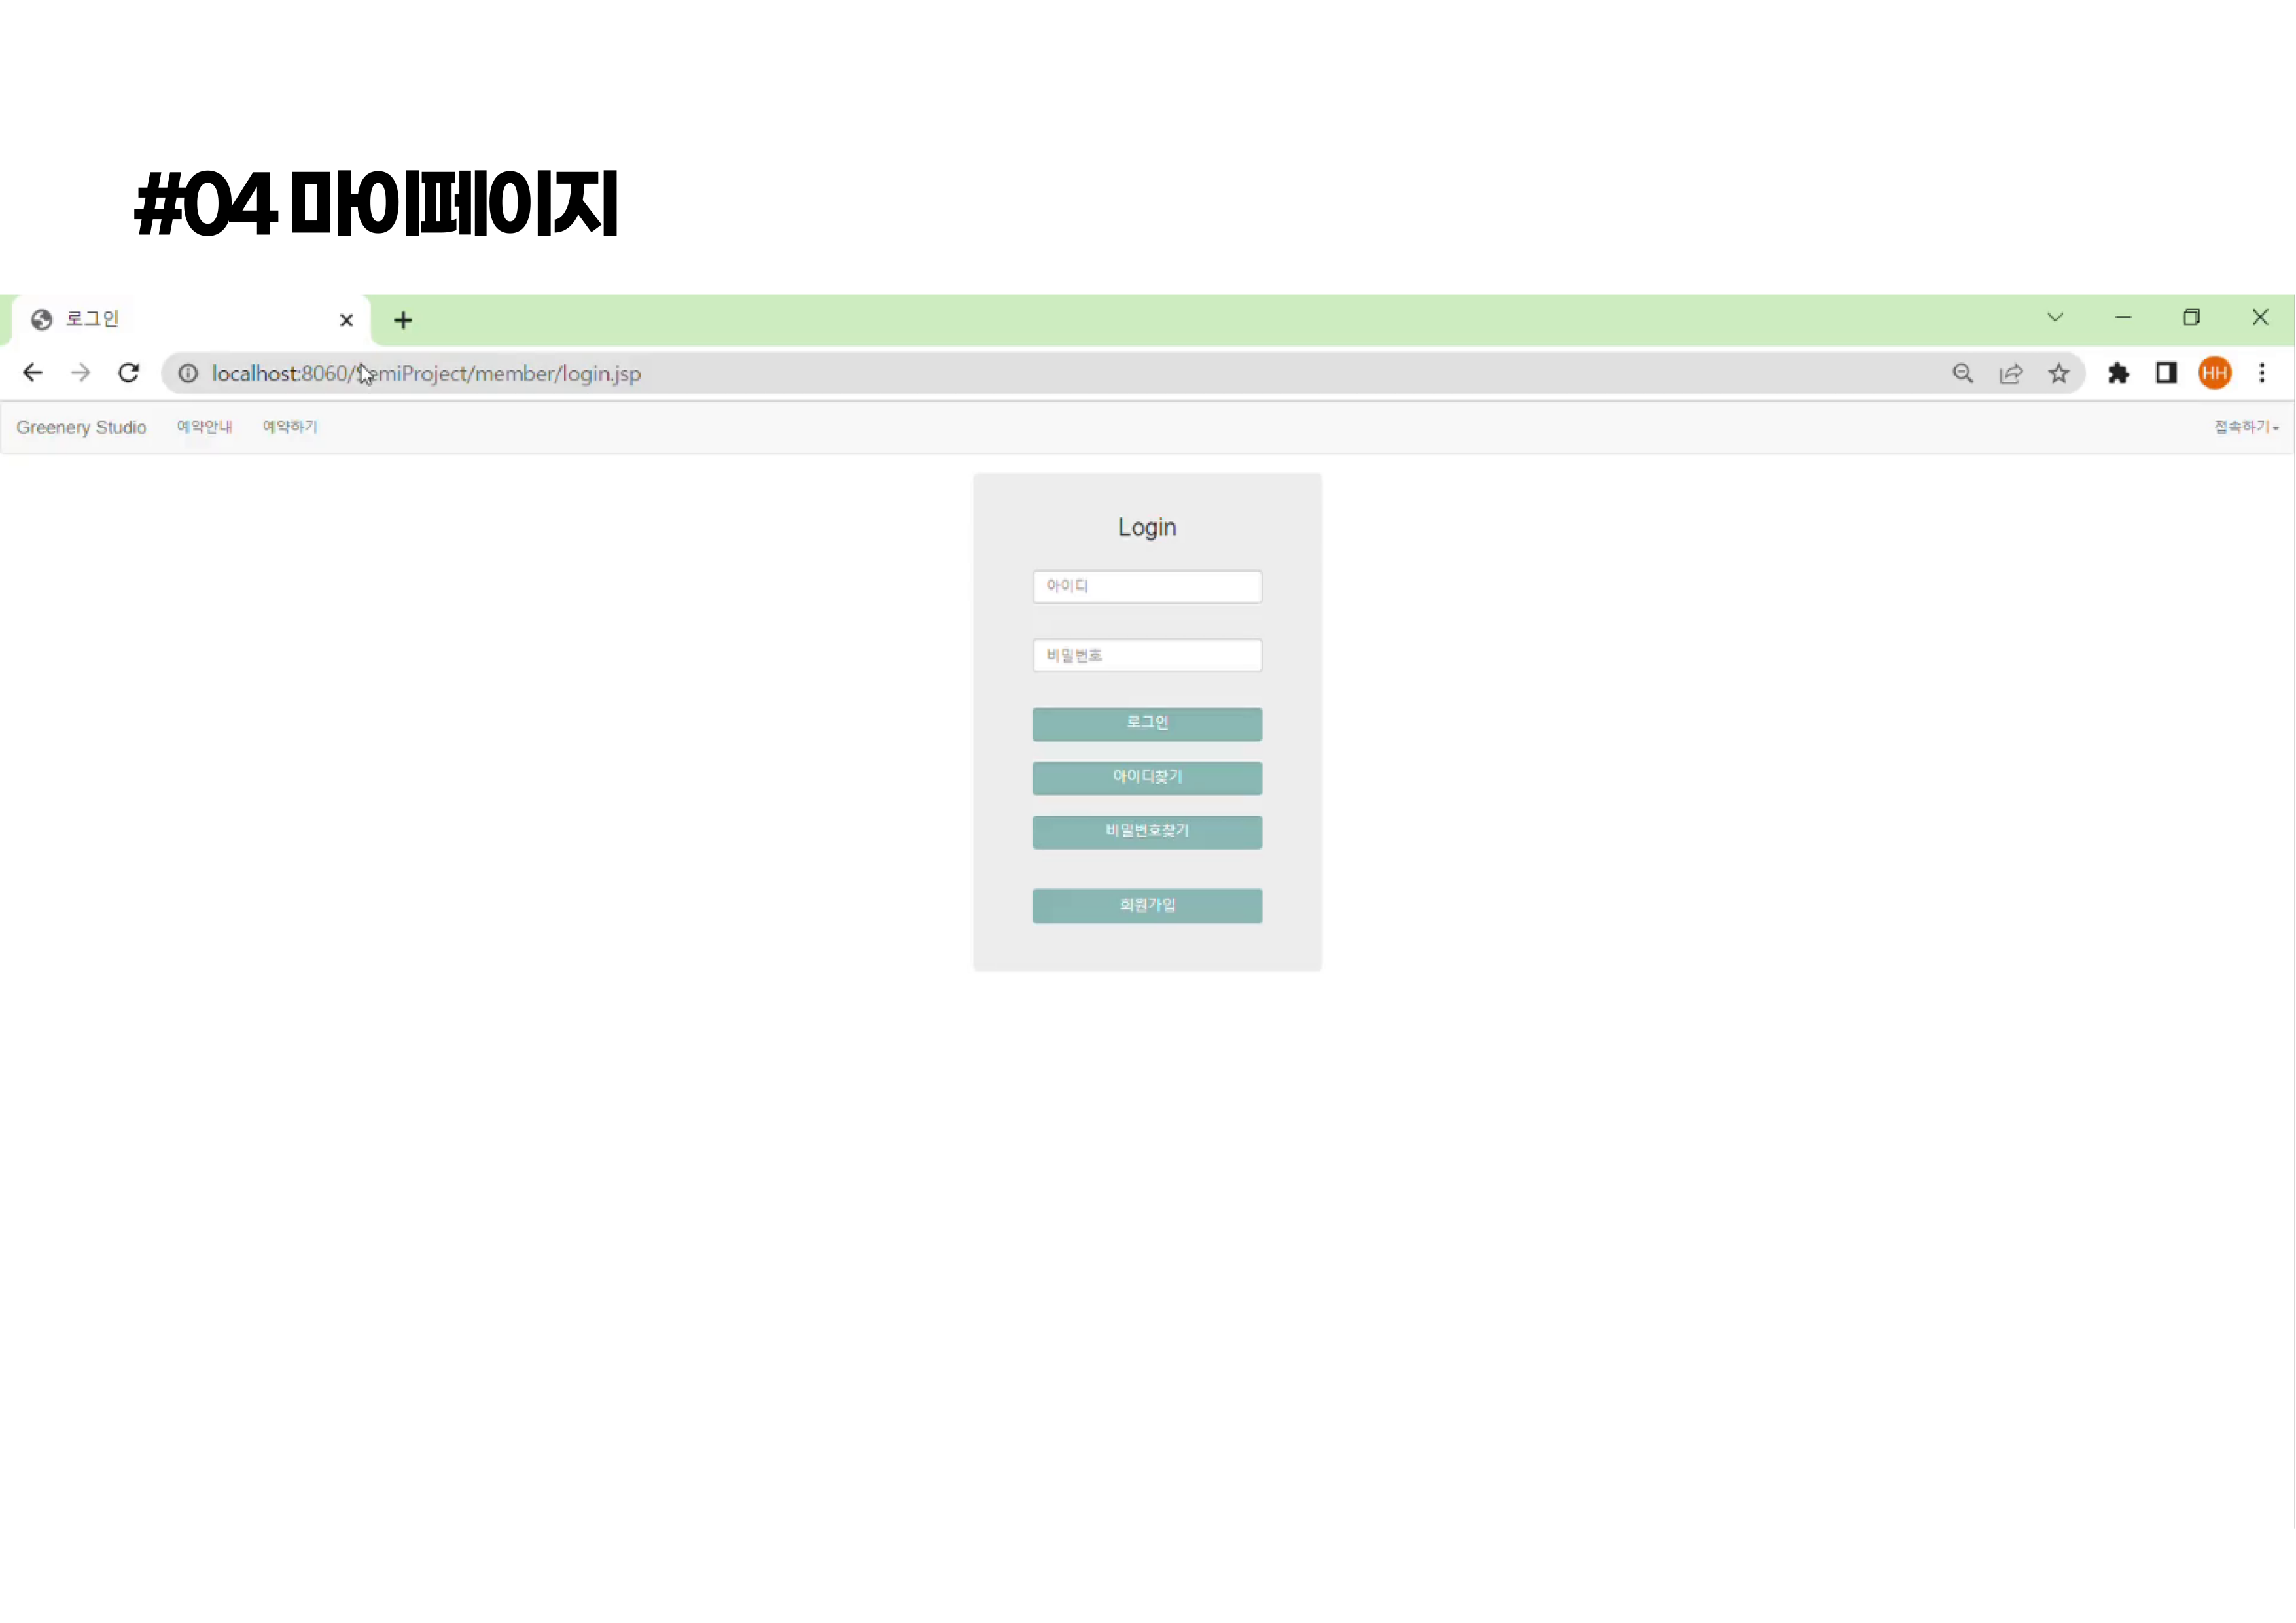 #04 마이페이지
로그인
localhost:8060/SemiProject/member/login.jsp
HH
Greenery Studio 예약안내 예약하기 접속하기
Login
아이디
비밀번호
로그인
아이디찾기
비밀번호찾기
회원가입